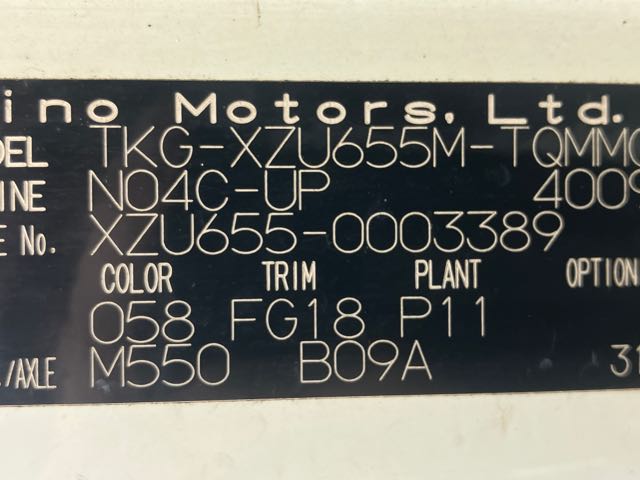 ino Motors, Ltd.
DEL TKG-XZU655M-TQMM
INE N04C-UP 4009
E No. XZU655-0003389
COLOR TRIM PLANT OPTION
058 FG18 P11
/AXLE M550 B09A 31